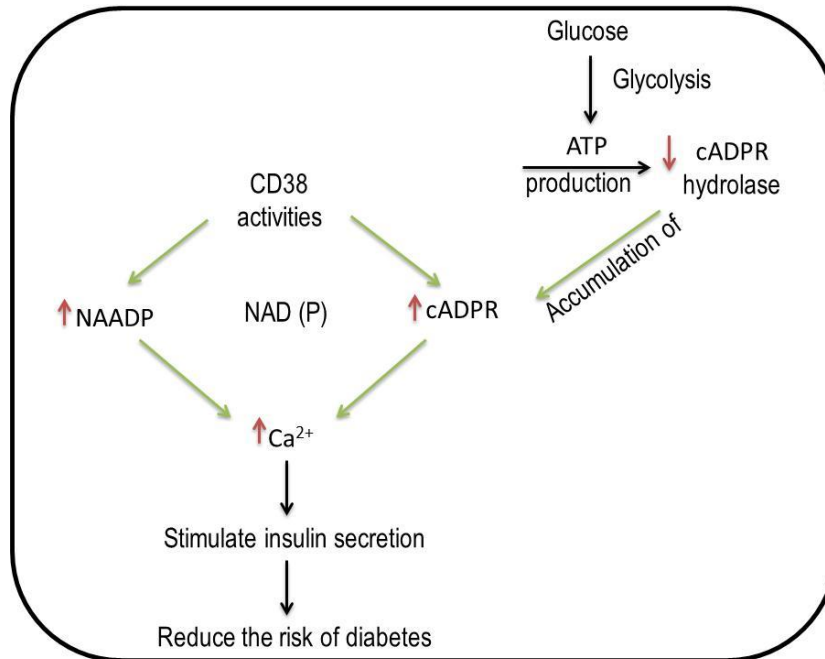 Glucose
Glycolysis
ATP
production
cADPR
hydrolase
Accumulation of
CD38
activities
NAADP
NAD (P)
cADPR
Ca²⁺
Stimulate insulin secretion
Reduce the risk of diabetes